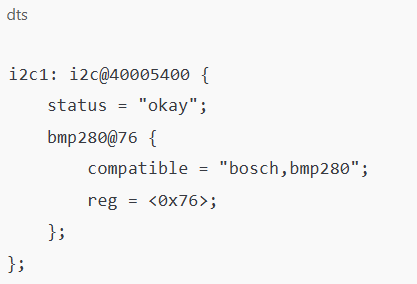 dts
i2c1: i2c@40005400 {
    status = "okay";
    bmp280@76 {
        compatible = "bosch,bmp280";
        reg = <0x76>;
    };
};